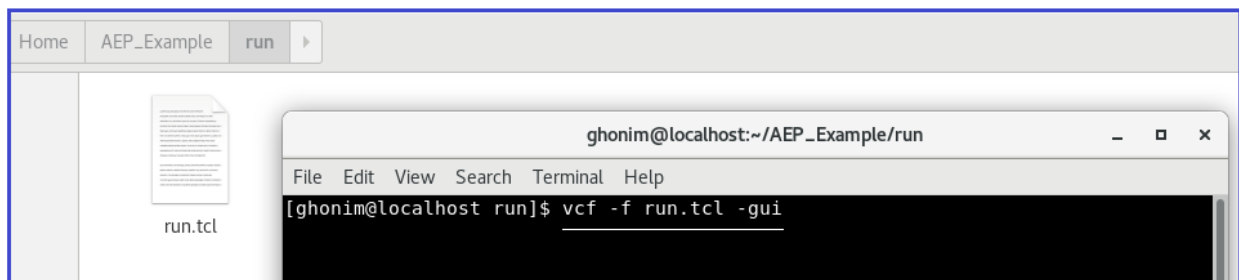 Home AEP_Example run
run.tcl
ghonim@localhost:~/AEP_Example/run
File Edit View Search Terminal Help
[ghonim@localhost run]$ vcf -f run.tcl -gui